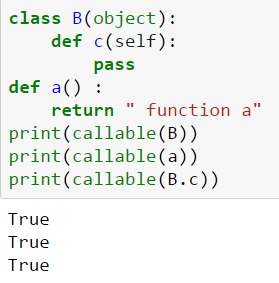 class B(object):
    def c(self):
        pass
def a() :
    return " function a"
print(callable(B))
print(callable(a))
print(callable(B.c))
True
True
True